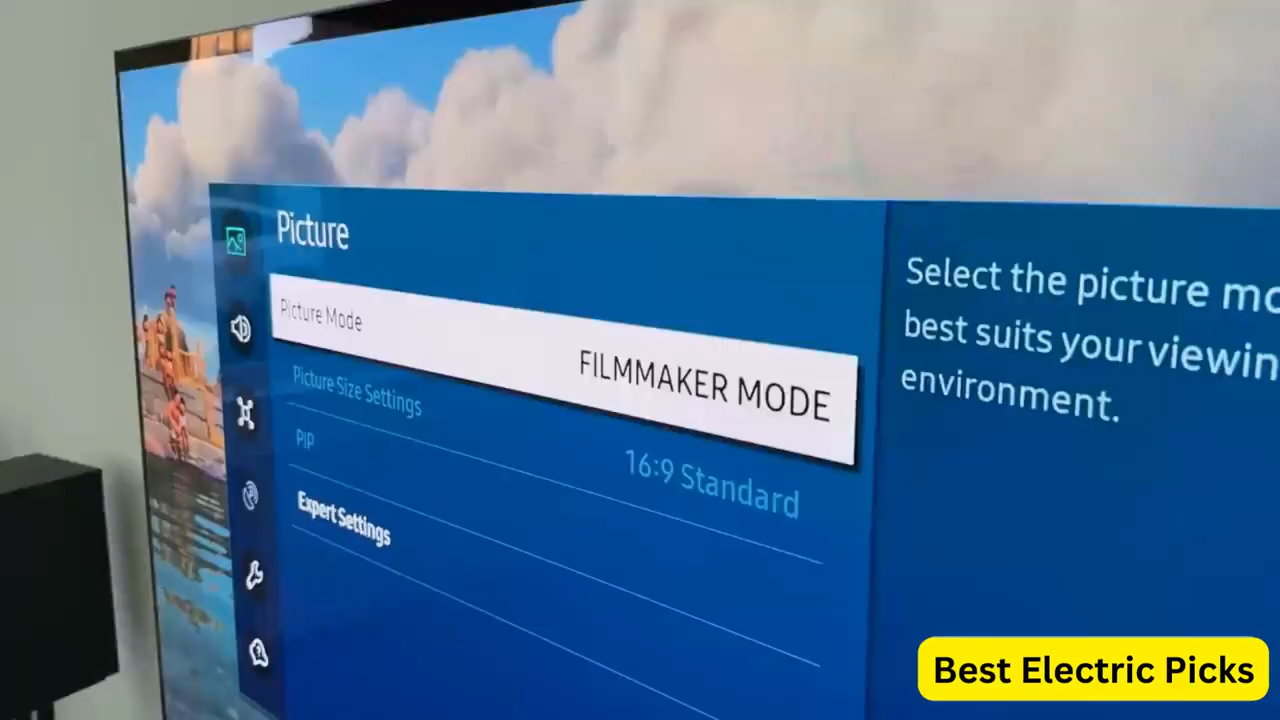 Picture
Picture Mode
FILMMAKER MODE
Picture Size Settings
16:9 Standard
PIP
Expert Settings
Select the picture mo
best suits your viewin
environment.
Best Electric Picks